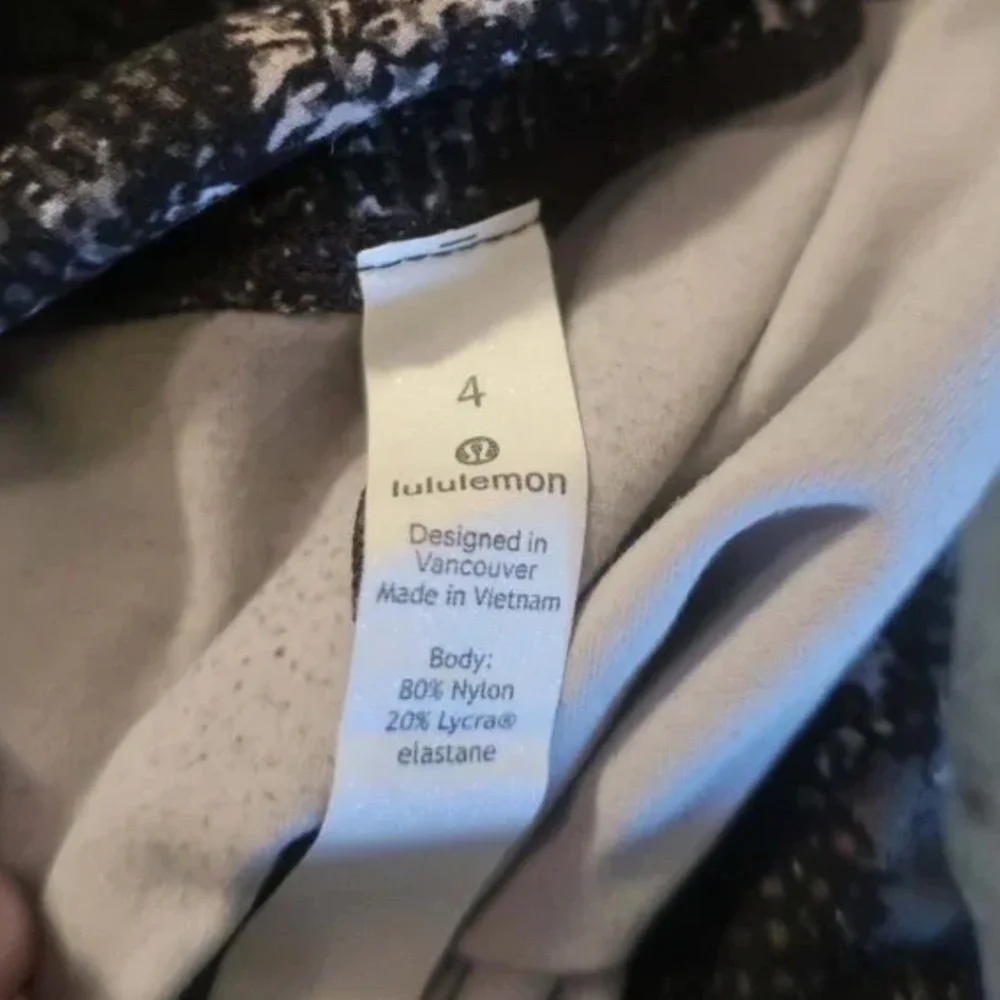 4
lululemon
Designed in
Vancouver
Made in Vietnam
Body:
80% Nylon
20% Lycra®
elastane